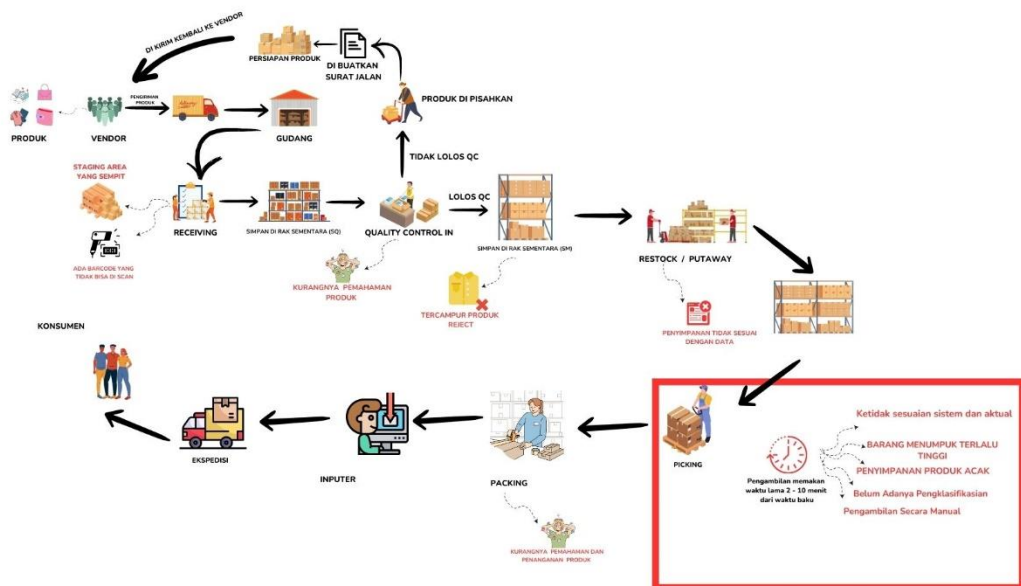 DI KIRIM KEMBALI KE VENDOR
PERSIAPAN PRODUK
DI BUATKAN
SURAT JALAN
PRODUK DI PISAHKAN
PENGIRIMAN
PRODUK
PRODUK
VENDOR
GUDANG
TIDAK LOLOS QC
STAGING AREA
YANG SEMPIT
LOLOS QC
RECEIVING
SIMPAN DI RAK SEMENTARA (SQ)
QUALITY CONTROL IN
SIMPAN DI RAK SEMENTARA (SM)
RESTOCK / PUTAWAY
ADA BARCODE YANG
TIDAK BISA DI SCAN
KURANGNYA PEMAHAMAN
PRODUK
TERCAMPUR PRODUK
REJECT
PENYIMPANAN TIDAK SESUAI
DENGAN DATA
KONSUMEN
EKSPEDISI
INPUTER
PACKING
KURANGNYA PEMAHAMAN DAN
PENANGANAN PRODUK
PICKING
Pengambilan memakan
waktu lama 2 - 10 menit
dari waktu baku
Ketidak sesuaian sistem dan aktual
BARANG MENUMPUK TERLALU
TINGGI
PENYIMPANAN PRODUK ACAK
Belum Adanya Pengklasifikasian
Pengambilan Secara Manual